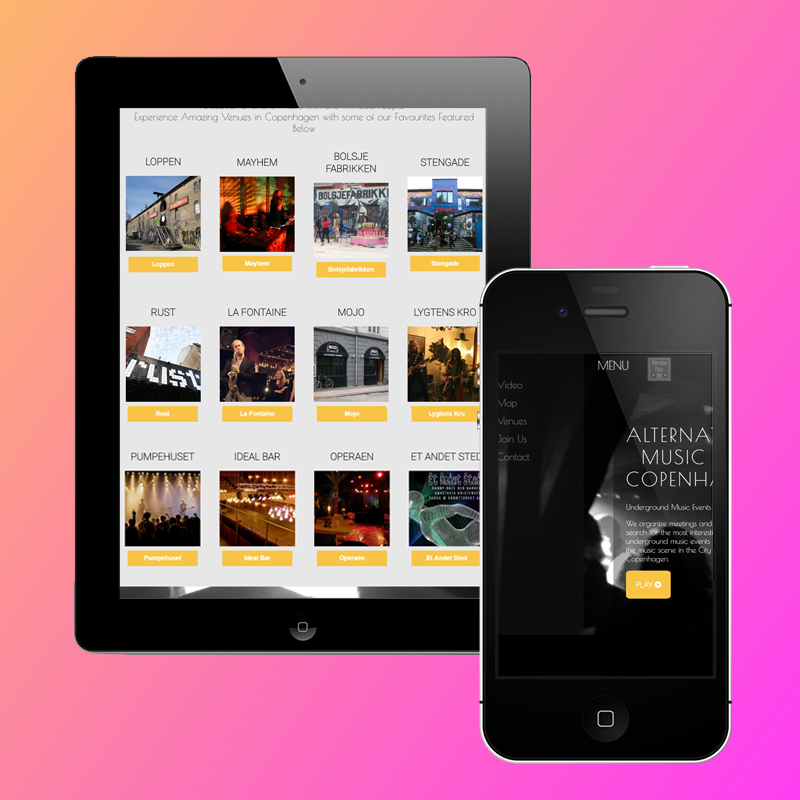 Experience Amazing Venues in Copenhagen with some of our Favourites Featured
Below
LOPPEN
MAYHEM
BOLSJE
FABRIKKEN
STENGADE
BOLSJEFABRIKK
Loppen
Mayhem
Bolsjefabrikken
Stengade
RUST
LA FONTAINE
MOJO
LYGTENS KRO
RUST
Rust
La Fontaine
Mojo
Lygtens Kro
PUMPEHUSET
IDEAL BAR
OPERAEN
ET ANDET STED
Et Andet Sted
Pumpehuset
Ideal Bar
Operaen
Et Andet Sted
MENU
Video
Map
Venues
Join Us
Contact
ALTERNAT
MUSIC
COPENHA
Underground Music Events
We organize meetings and
search for the most interesti
underground music events
the music scene in the City
Copenhagen.
PLAY